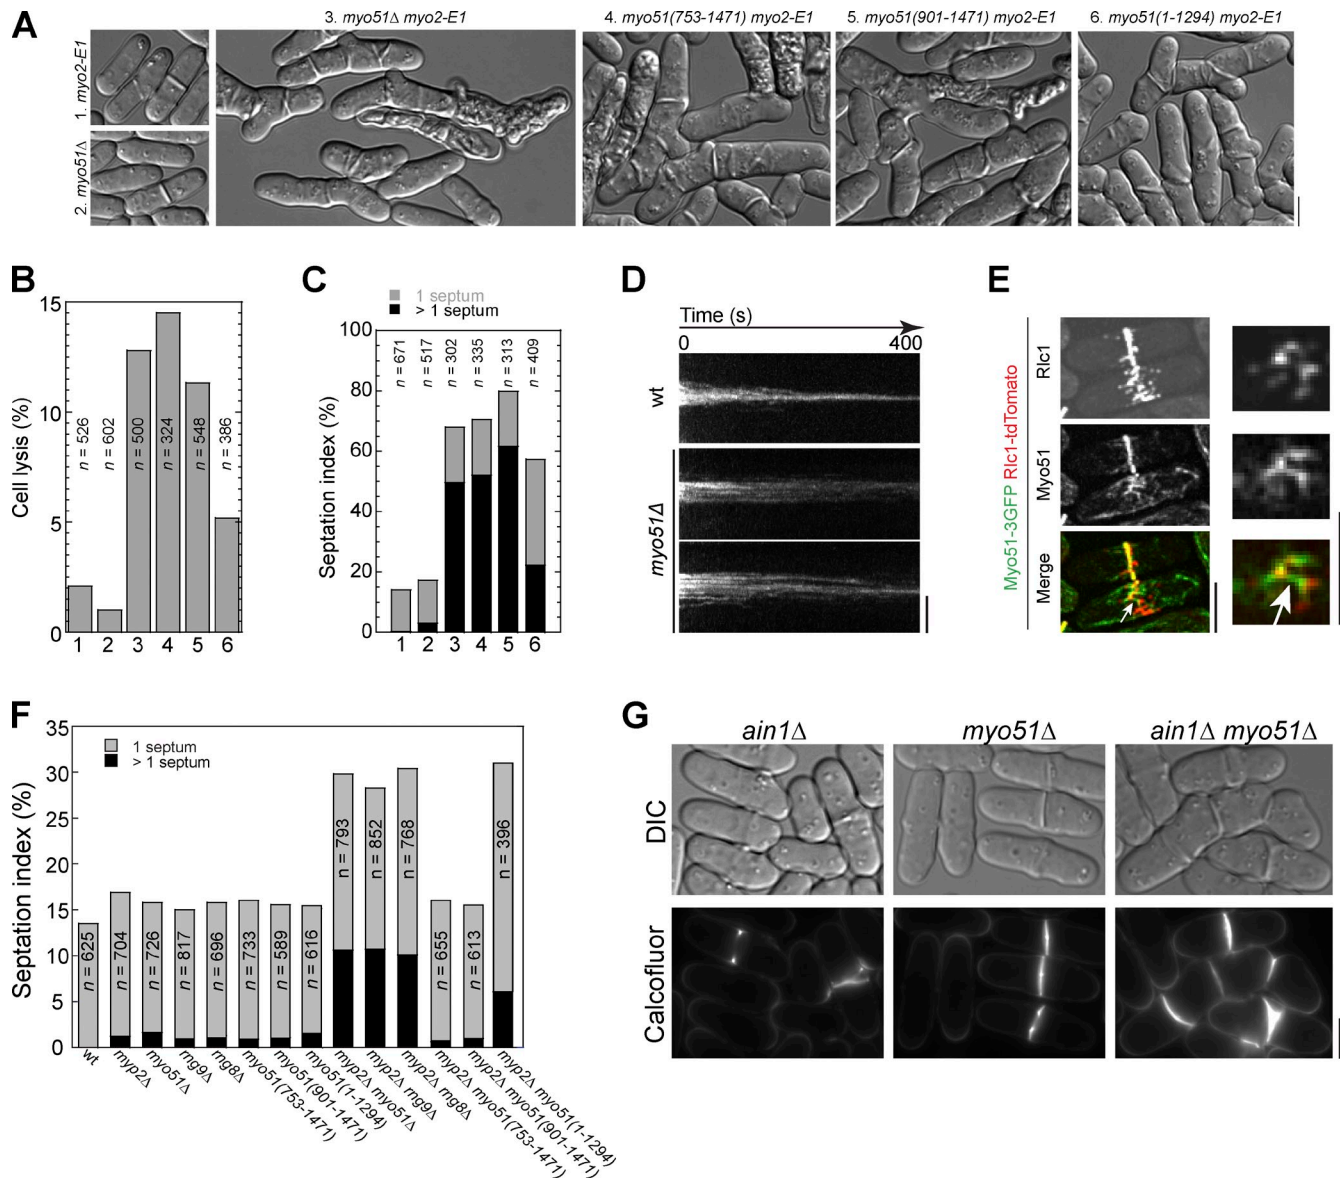 A
3. myo51Δ myo2-E1
4. myo51(753-1471) myo2-E1
5. myo51(901-1471) myo2-E1
6. myo51(1-1294) myo2-E1
1. myo2-E1
2. myo51Δ
B
Cell lysis (%)
15
10
5
0
n = 526
n = 602
n = 500
n = 324
n = 548
n = 386
1 2 3 4 5 6
C
1 septum
> 1 septum
Septation index (%)
100
80
60
40
20
0
n = 671
n = 517
n = 302
n = 335
n = 313
n = 409
1 2 3 4 5 6
D
Time (s)
0 400
wt
myo51Δ
E
Myo51-3GFP Rlc1-tdTomato
Rlc1
Myo51
Merge
F
Septation index (%)
35
30
25
20
15
10
5
0
1 septum
> 1 septum
n = 625
n = 704
n = 726
n = 817
n = 696
n = 733
n = 589
n = 616
n = 793
n = 852
n = 768
n = 655
n = 613
n = 396
wt
myp2Δ
myo51Δ
rng9Δ
rng8Δ
myo51(753-1471)
myo51(901-1471)
myo51(1-1294)
myp2Δ myo51Δ
myp2Δ rng9Δ
myp2Δ rng8Δ
myp2Δ myo51(753-1471)
myp2Δ myo51(901-1471)
myp2Δ myo51(1-1294)
G
ain1Δ
myo51Δ
ain1Δ myo51Δ
DIC
Calcofluor